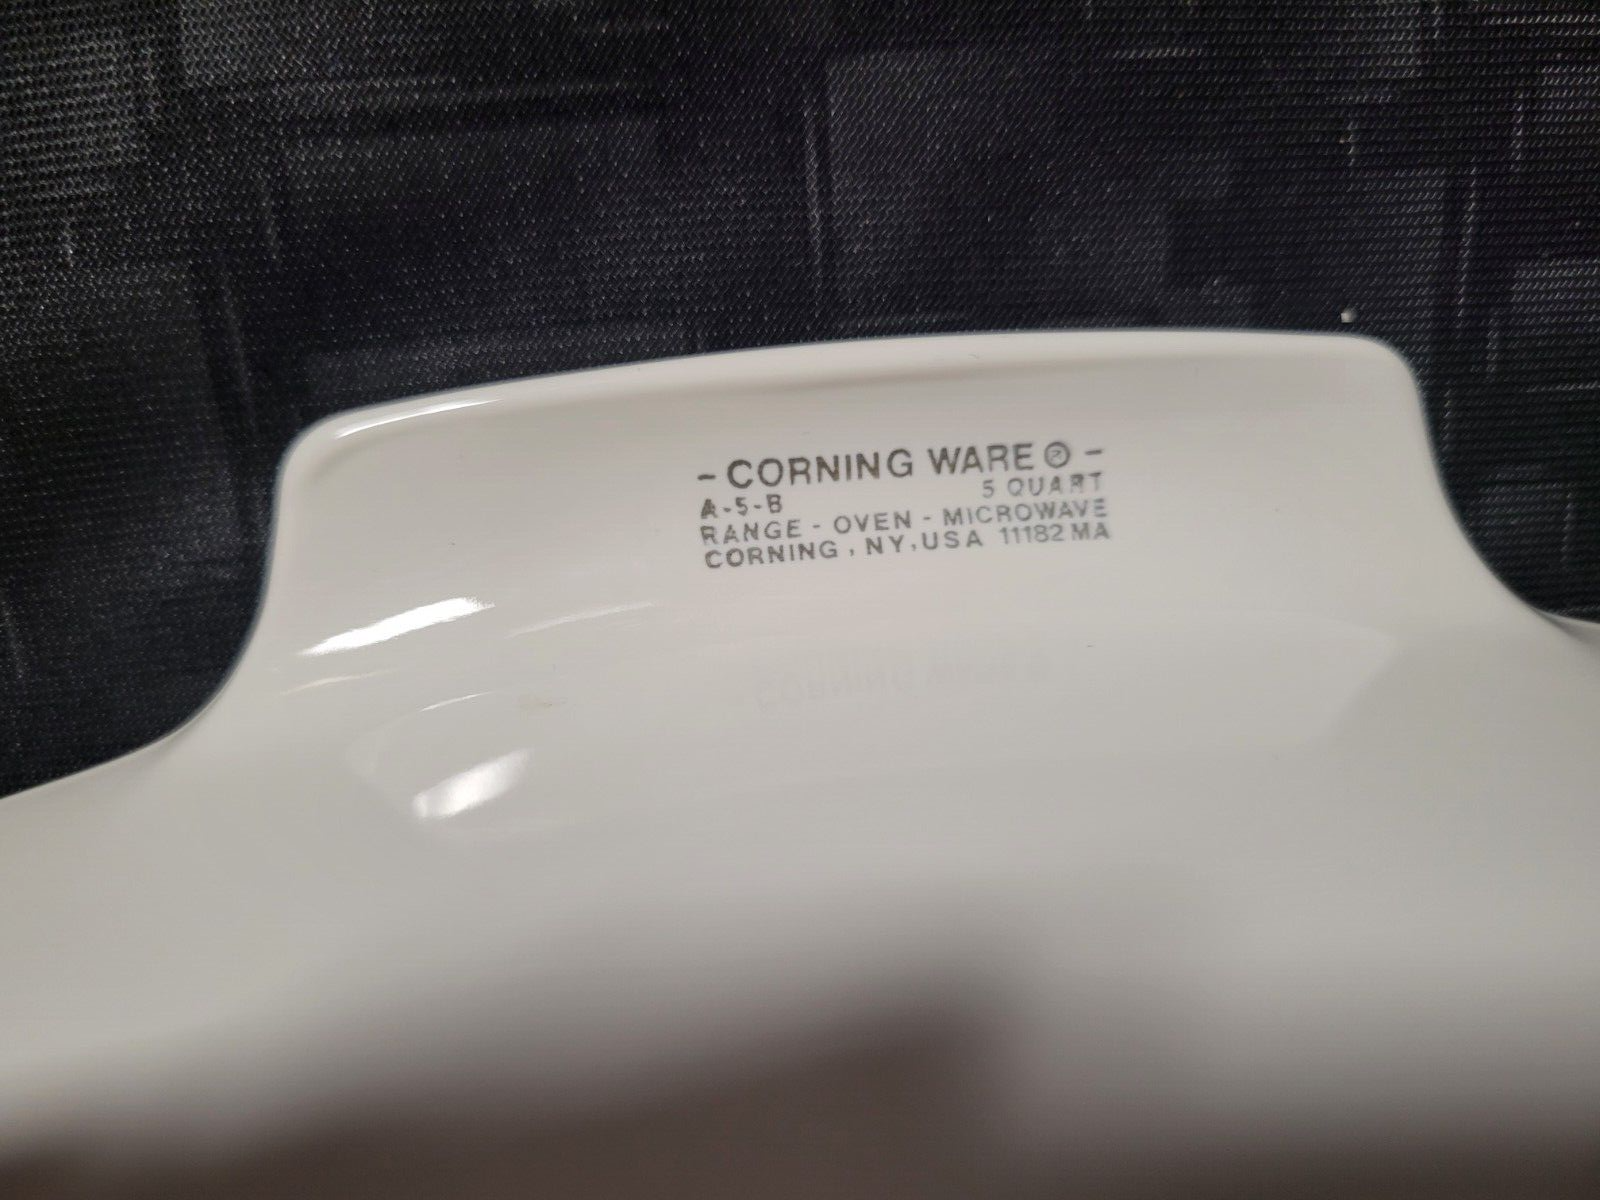 - CORNING WARE ® -
A-5-B 5 QUART
RANGE - OVEN - MICROWAVE
CORNING, NY, USA 11182 MA